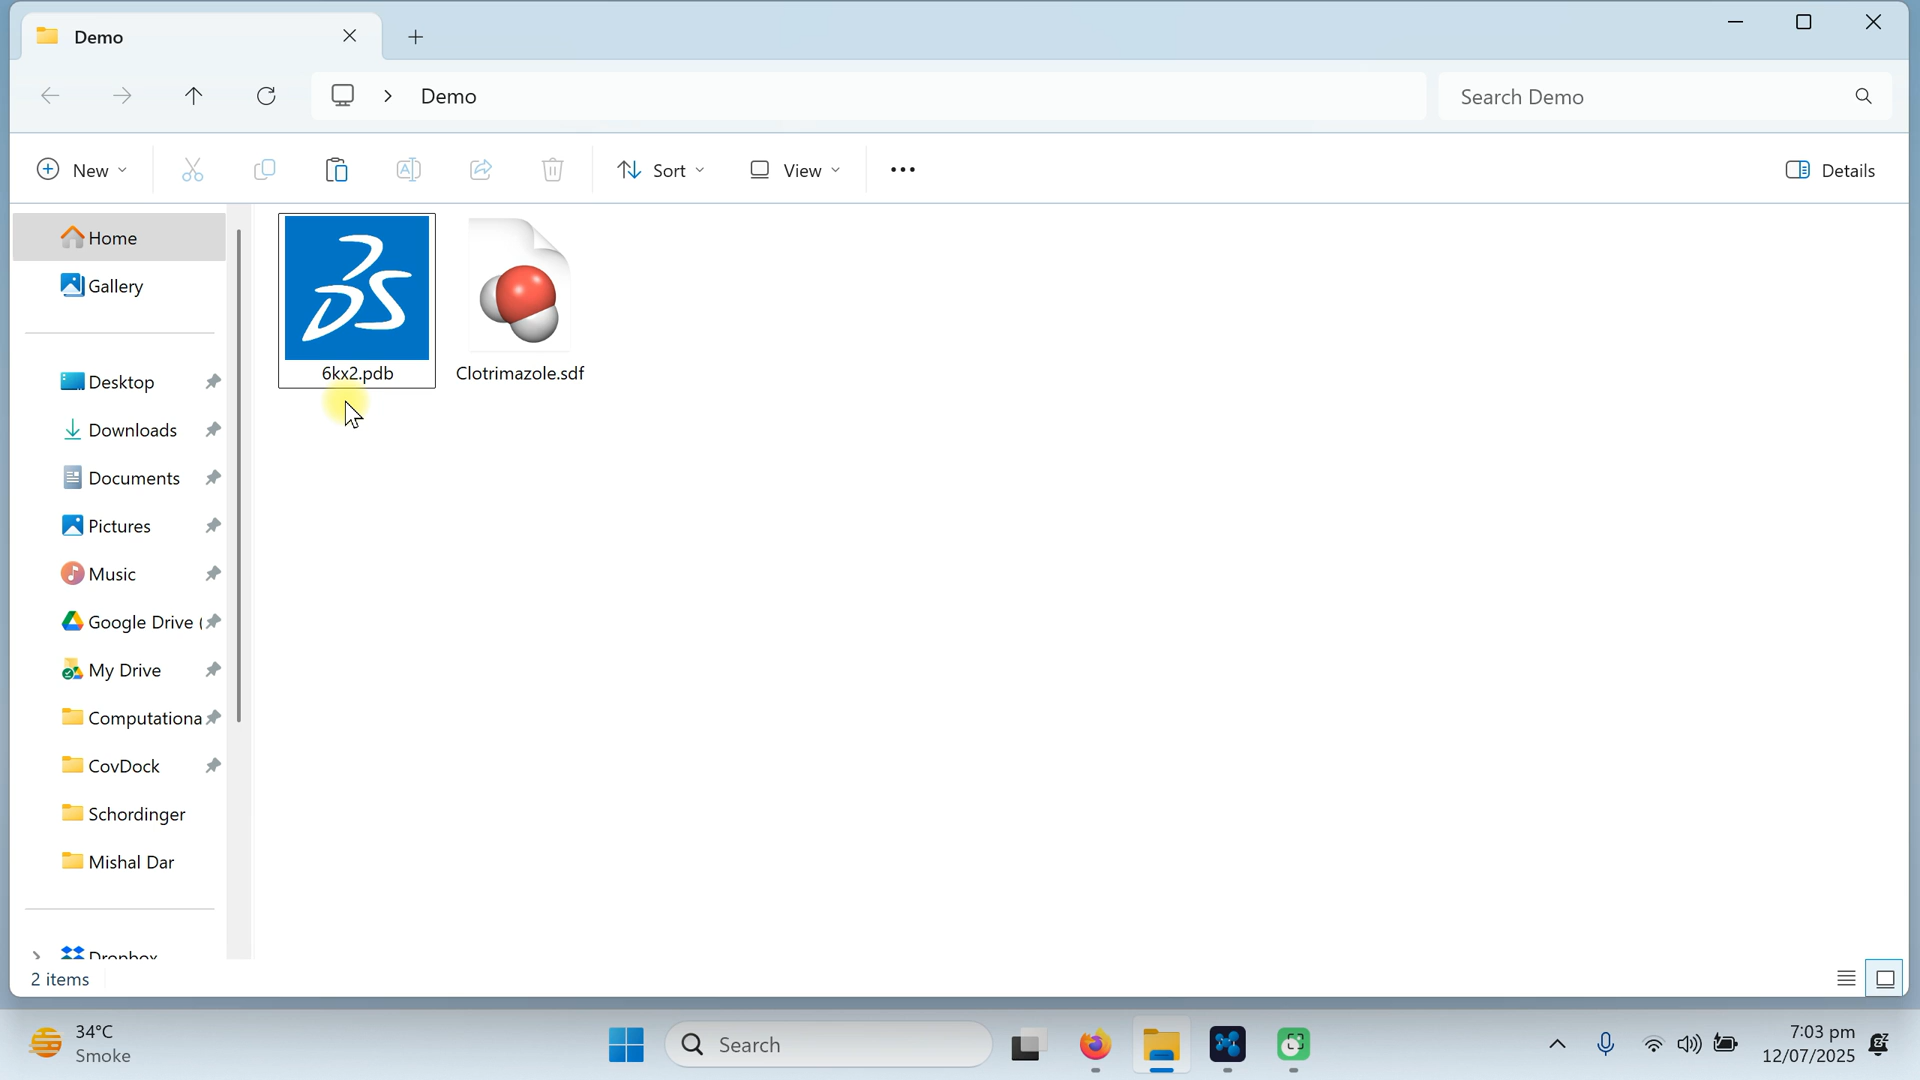 Demo
Demo
Search Demo
New
Sort
View
Details
Home
Gallery
Desktop
Downloads
Documents
Pictures
Music
Google Drive (
My Drive
Computationa
CovDock
Schordinger
Mishal Dar
Dropbox
6kx2.pdb
Clotrimazole.sdf
2 items
34°C
Smoke
Search
7:03 pm
12/07/2025